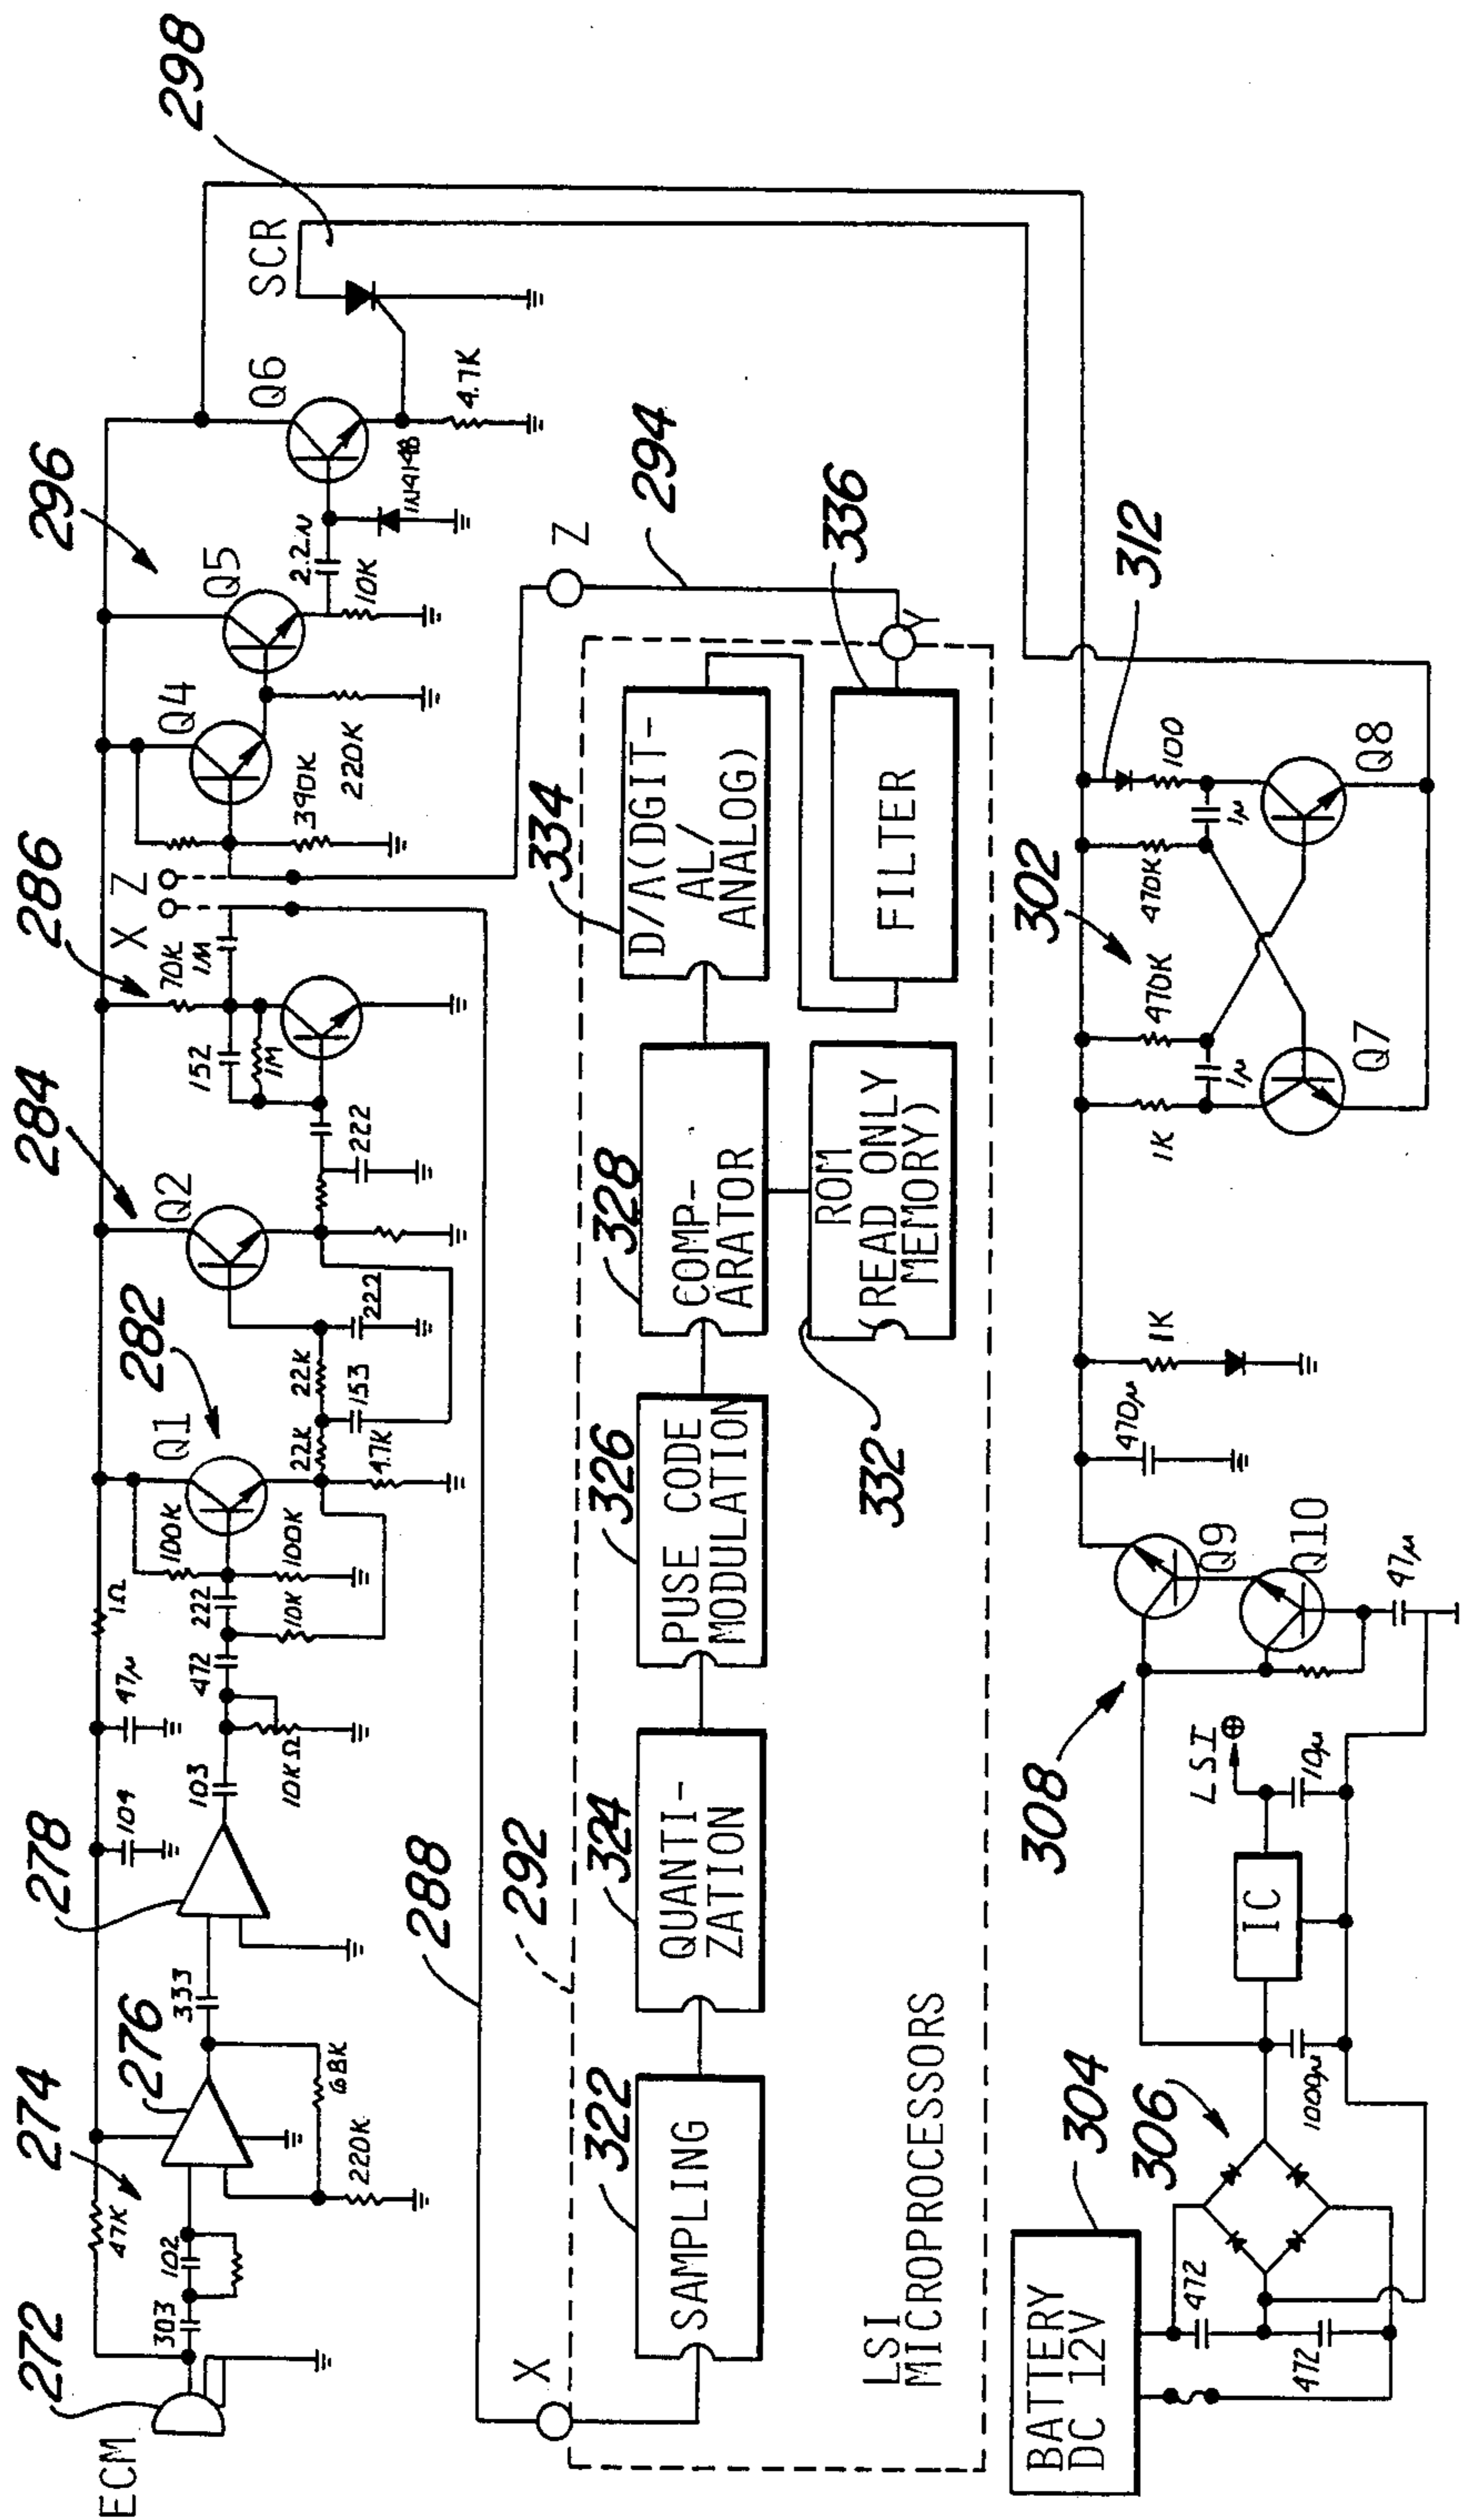 ECM
272
303
102
47K
274
276
220K
68K
333
278
104
103
47μ
10KΩ
472
1Ω
222
10K
100K
100K
Q1
282
22K
22K
4.7K
153
222
Q2
284
222
152
1M
70K
1M
286
X
Z
390K
220K
Q4
Q5
296
2.2N
10K
1N4148
Q6
4.7K
SCR
298
288
292
X
322
SAMPLING
324
QUANTI-
ZATION
326
PUSE CODE
MODULATION
328
COMP-
ARATOR
332
ROM
(READ ONLY
MEMORY)
334
D/A(DGIT-
AL/
ANALOG)
336
FILTER
Y
Z
294
LSI
MICROPROCESSORS
BATTERY
DC 12V
304
472
472
306
100μ
IC
LSI
10μ
308
Q9
Q10
47μ
470μ
1K
1K
1μ
470K
302
470K
1μ
100
312
Q7
Q8